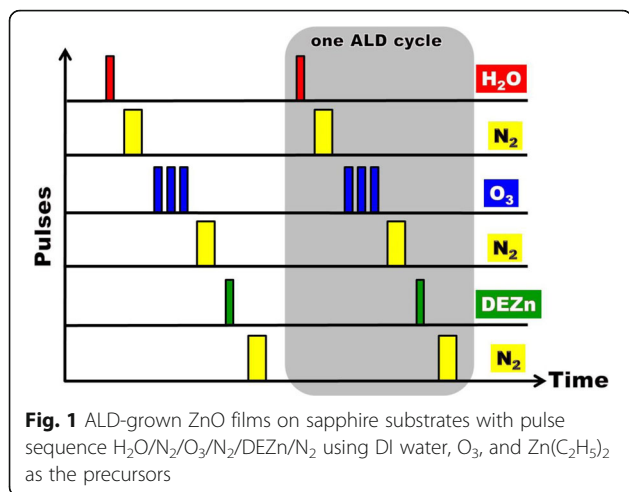 one ALD cycle
H₂O
N₂
O₃
N₂
DEZn
N₂
Pulses
Time
Fig. 1 ALD-grown ZnO films on sapphire substrates with pulse
sequence H₂O/N₂/O₃/N₂/DEZn/N₂ using DI water, O₃, and Zn(C₂H₅)₂
as the precursors